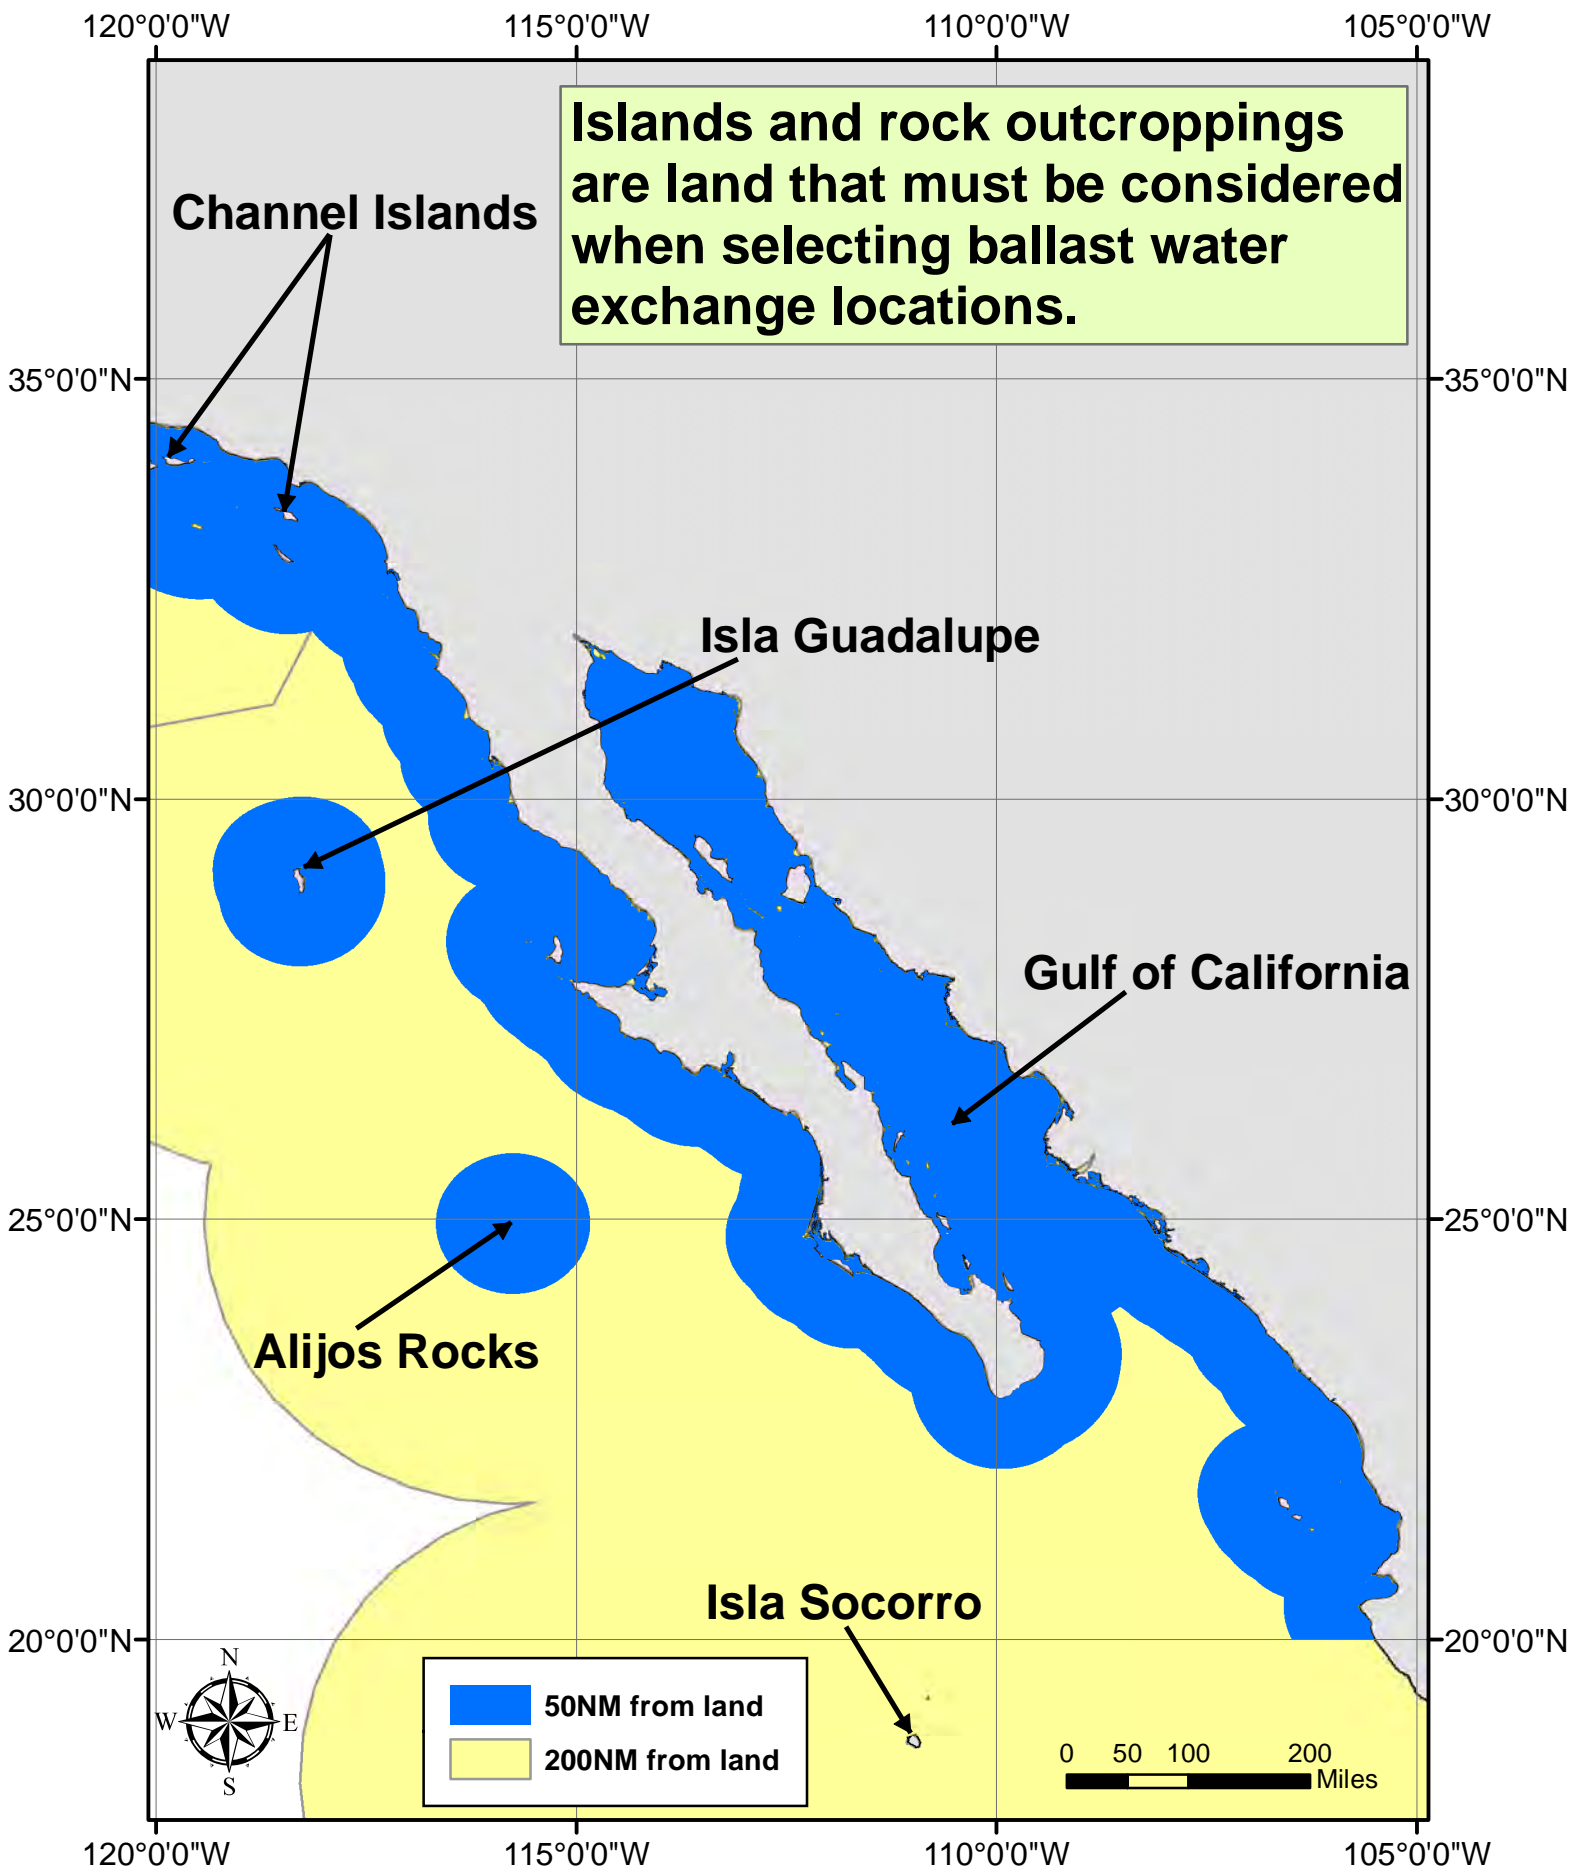 120°0'0"W 115°0'0"W 110°0'0"W 105°0'0"W
Islands and rock outcroppings
are land that must be considered
when selecting ballast water
exchange locations.
Channel Islands
35°0'0"N 35°0'0"N
Isla Guadalupe
30°0'0"N 30°0'0"N
Gulf of California
25°0'0"N 25°0'0"N
Alijos Rocks
Isla Socorro
20°0'0"N 20°0'0"N
N
W E
S
50NM from land
200NM from land
0 50 100 200
Miles
120°0'0"W 115°0'0"W 110°0'0"W 105°0'0"W